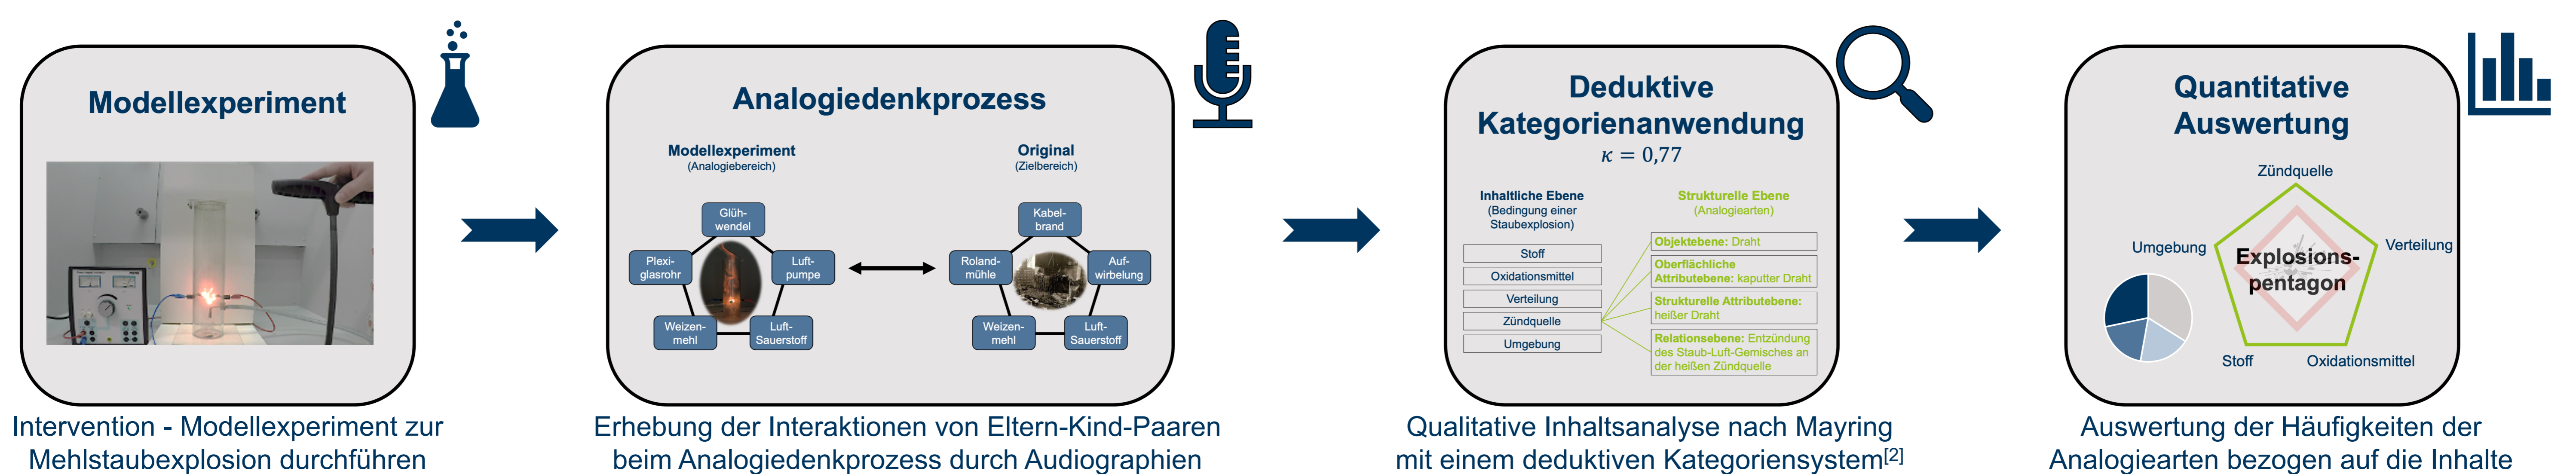 Modellexperiment
Intervention - Modellexperiment zur
Mehlstaubexplosion durchführen
Analogiedenkprozess
Modellexperiment
(Analogiebereich)
Glüh-
wendel
Plexi-
glasrohr
Luft-
pumpe
Weizen-
mehl
Luft-
Sauerstoff
Original
(Zielbereich)
Kabel-
brand
Roland-
mühle
Auf-
wirbelung
Weizen-
mehl
Luft-
Sauerstoff
Erhebung der Interaktionen von Eltern-Kind-Paaren
beim Analogiedenkprozess durch Audiographien
Deduktive
Kategorienanwendung
κ = 0,77
Inhaltliche Ebene
(Bedingung einer
Staubexplosion)
Stoff
Oxidationsmittel
Verteilung
Zündquelle
Umgebung
Strukturelle Ebene
(Analogiearten)
Objektebene: Draht
Oberflächliche
Attributebene: kaputter Draht
Strukturelle Attributebene:
heißer Draht
Relationsebene: Entzündung
des Staub-Luft-Gemisches an
der heißen Zündquelle
Qualitative Inhaltsanalyse nach Mayring
mit einem deduktiven Kategoriensystem[2]
Quantitative
Auswertung
Zündquelle
Umgebung
Verteilung
Explosions-
pentagon
Stoff
Oxidationsmittel
Auswertung der Häufigkeiten der
Analogiearten bezogen auf die Inhalte